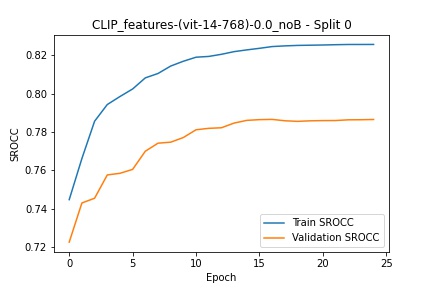 CLIP_features-(vit-14-768)-0.0_noB - Split 0
SROCC
0.82
0.80
0.78
0.76
0.74
0.72
0 5 10 15 20 25
Epoch
Train SROCC
Validation SROCC